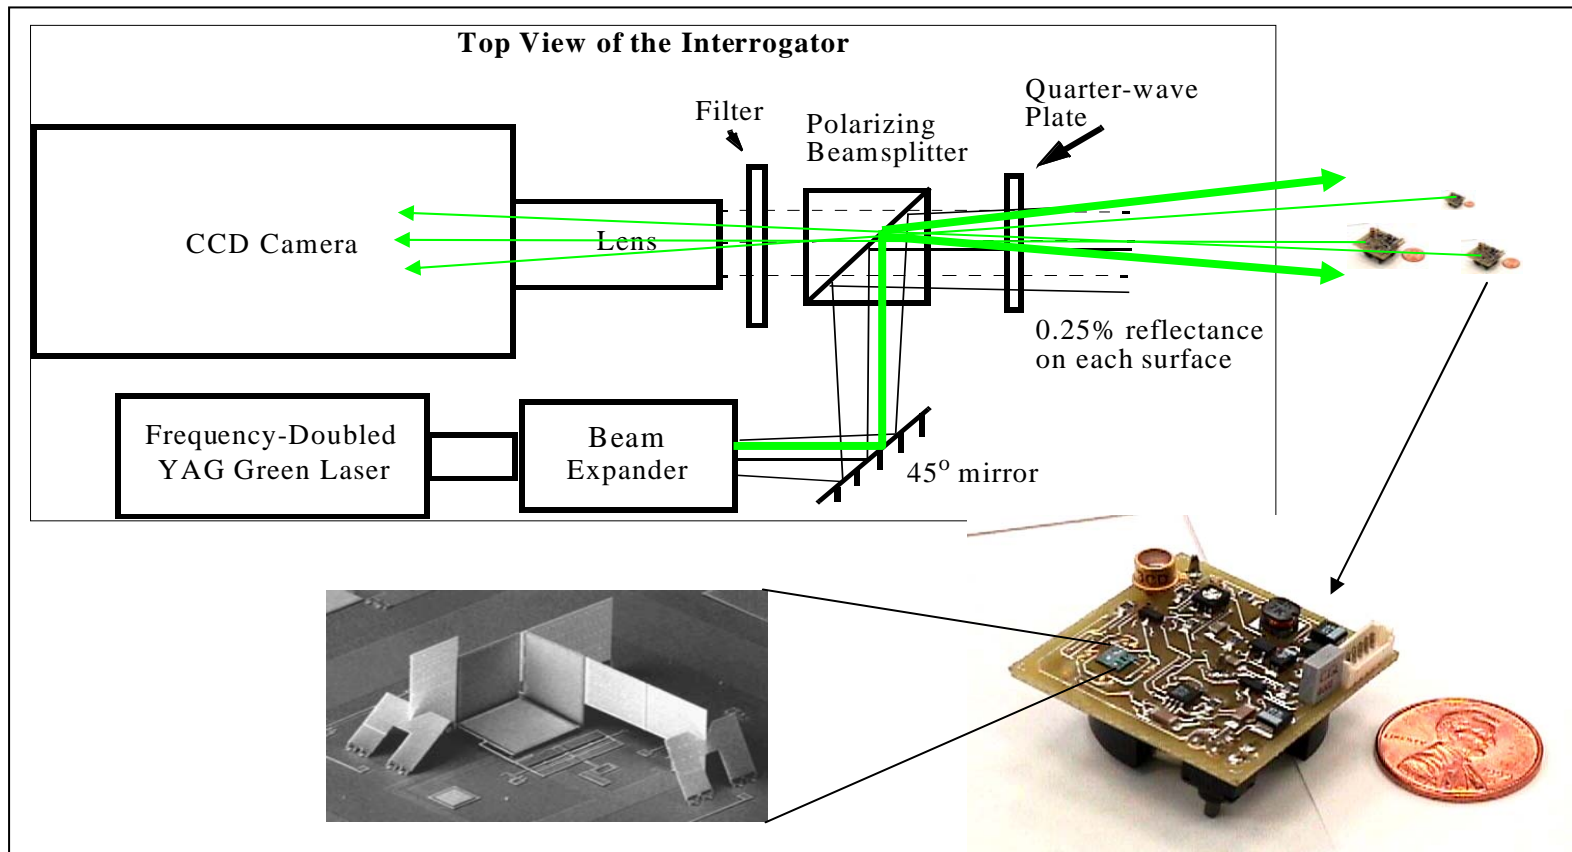 Top View of the Interrogator
Quarter-wave
Plate
Filter
Polarizing
Beamsplitter
CCD Camera
Lens
0.25% reflectance
on each surface
Frequency-Doubled
YAG Green Laser
Beam
Expander
45° mirror